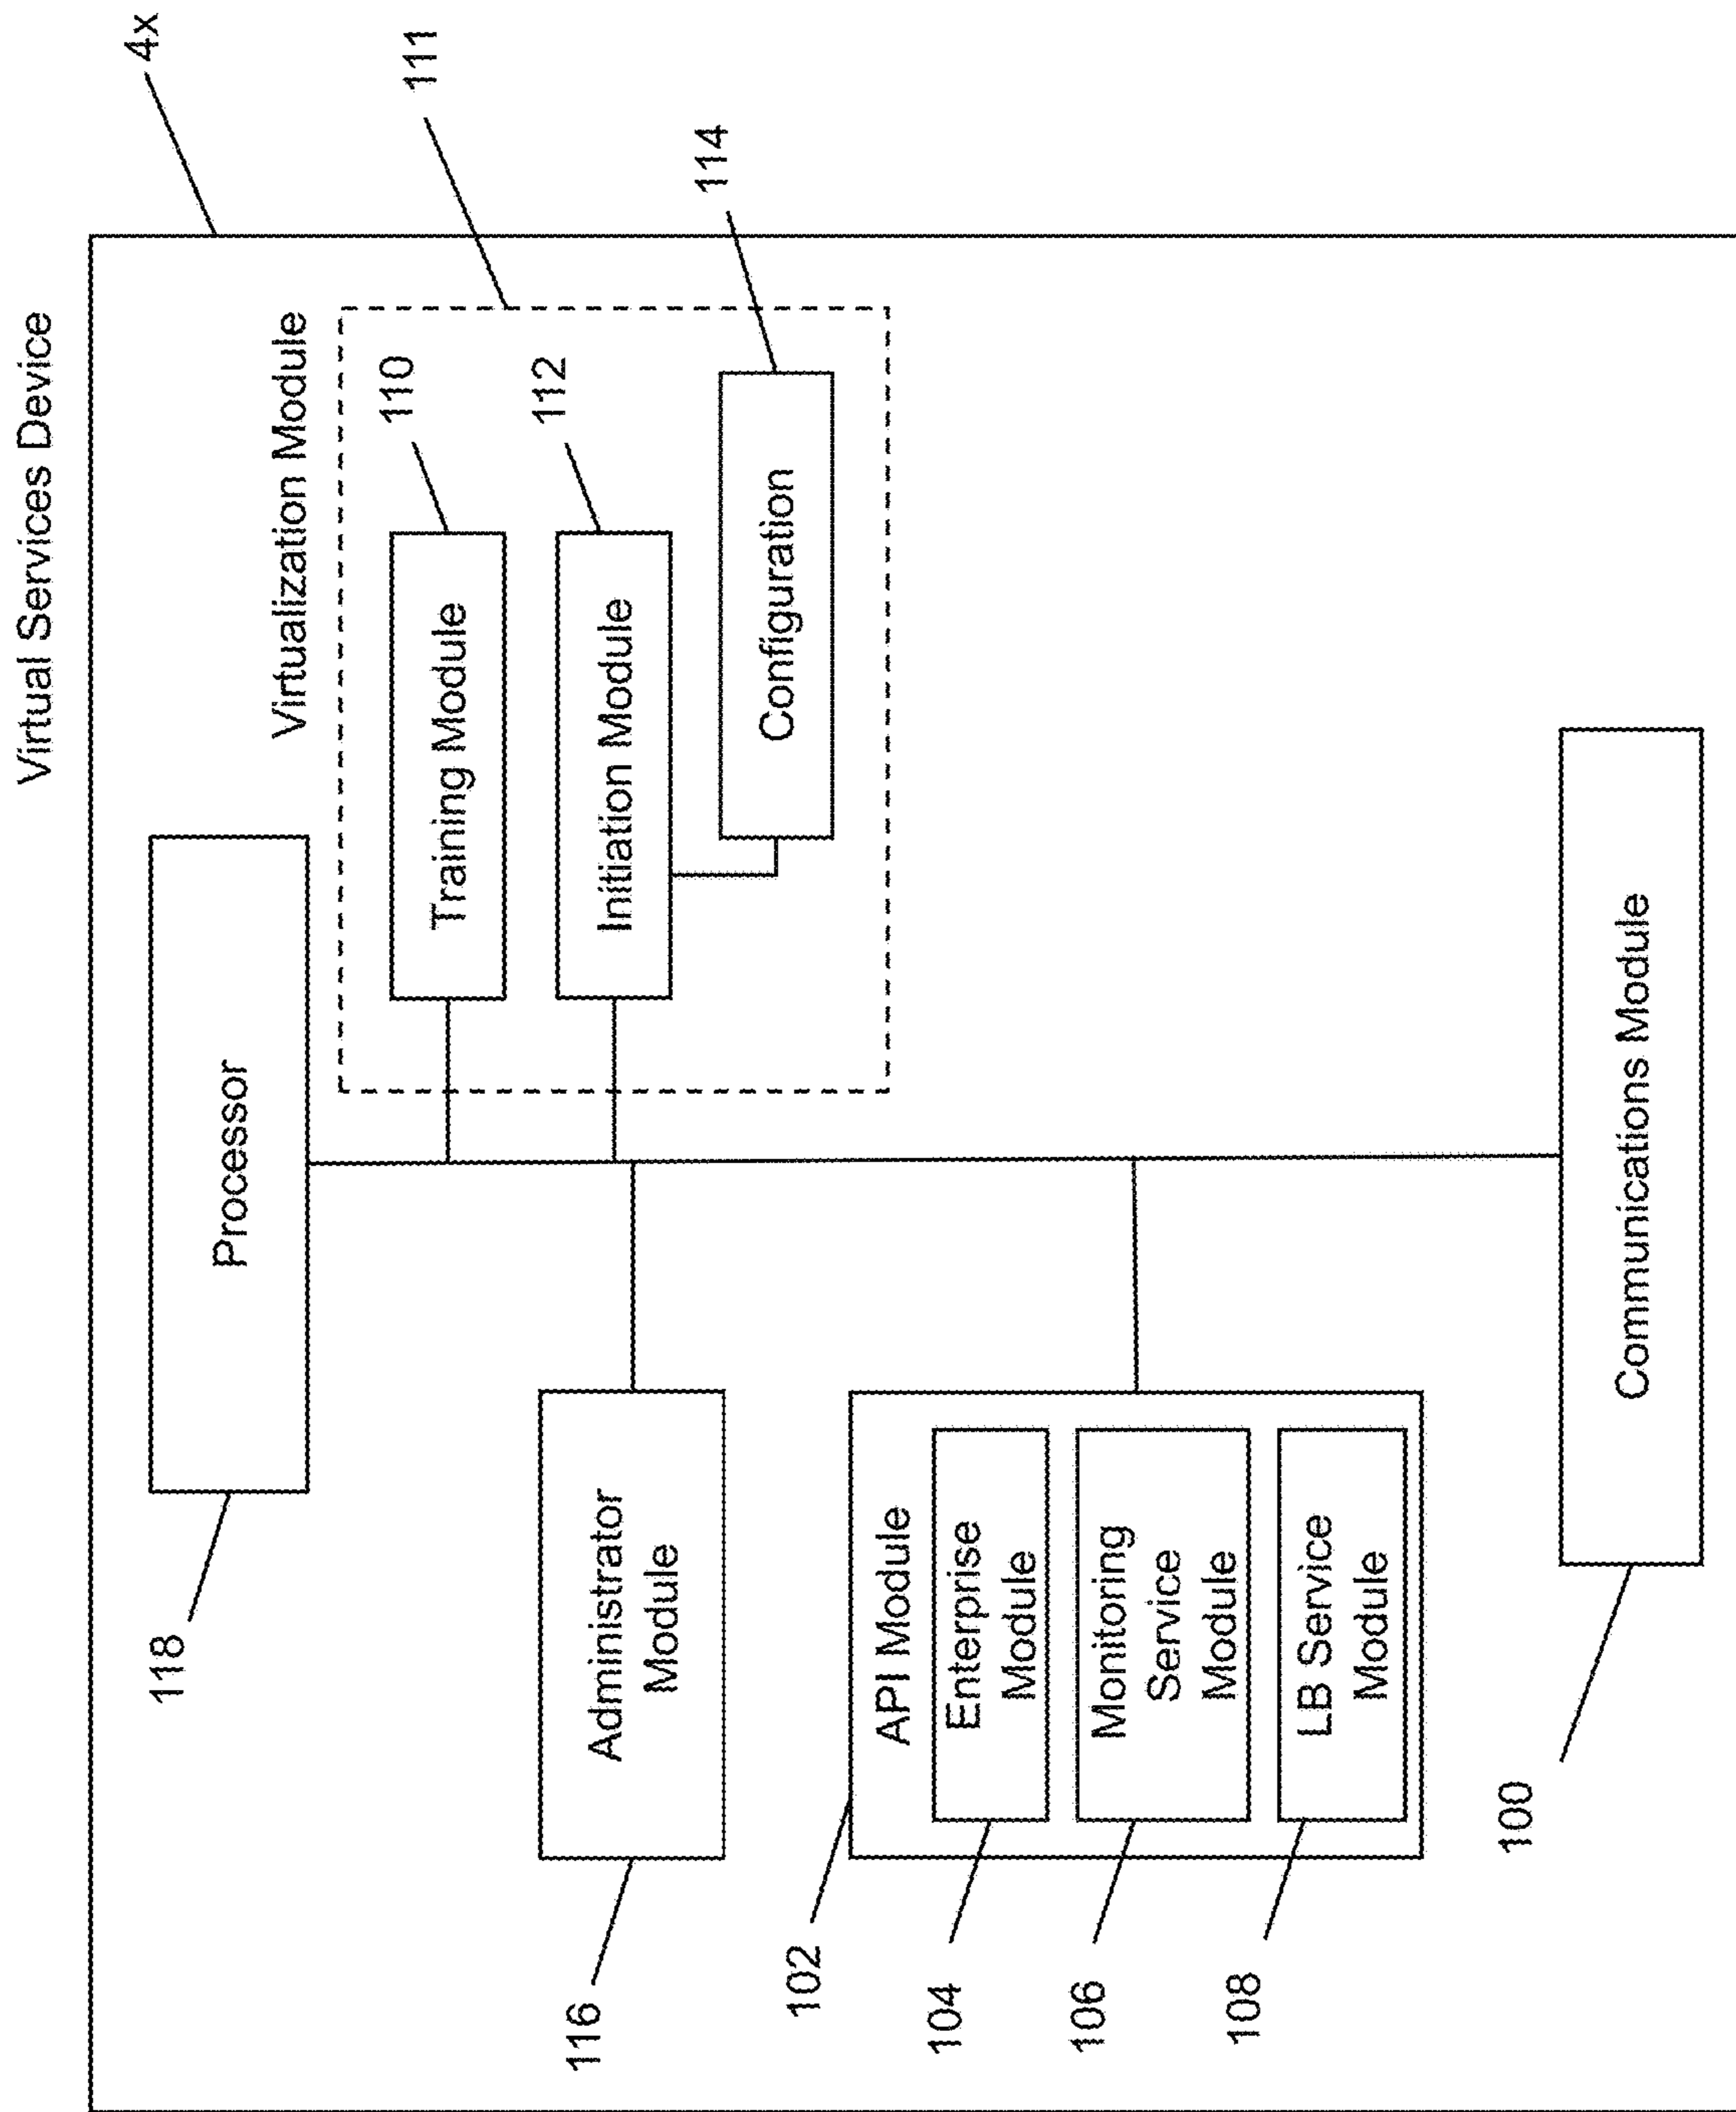 Virtual Services Device
4x
118
Processor
Virtualization Module
111
Training Module
110
Initiation Module
112
Configuration
114
116
Administrator
Module
102
API Module
104
Enterprise
Module
106
Monitoring
Service
Module
108
LB Service
Module
100
Communications Module